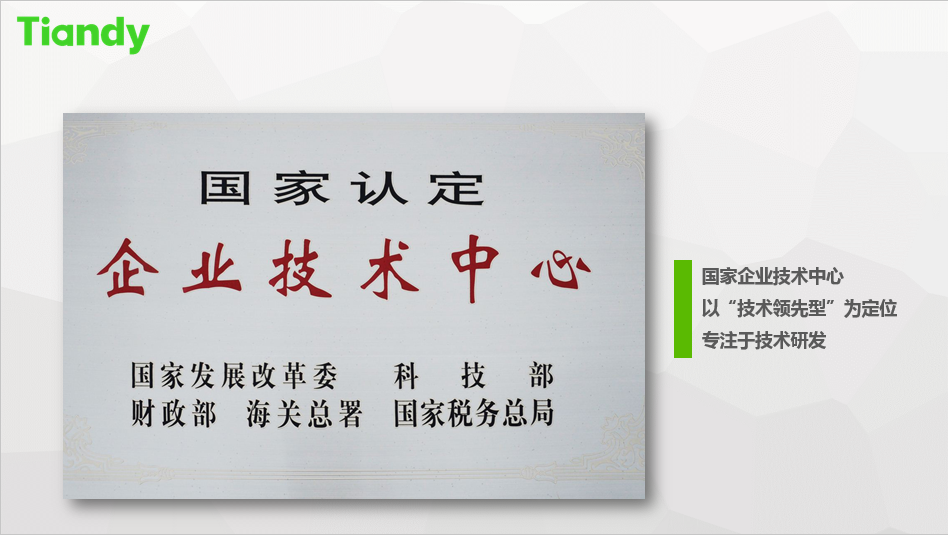 Tiandy
国家认定
企业技术中心
国家发展改革委 科技部
财政部 海关总署 国家税务总局
国家企业技术中心
以“技术领先型”为定位
专注于技术研发